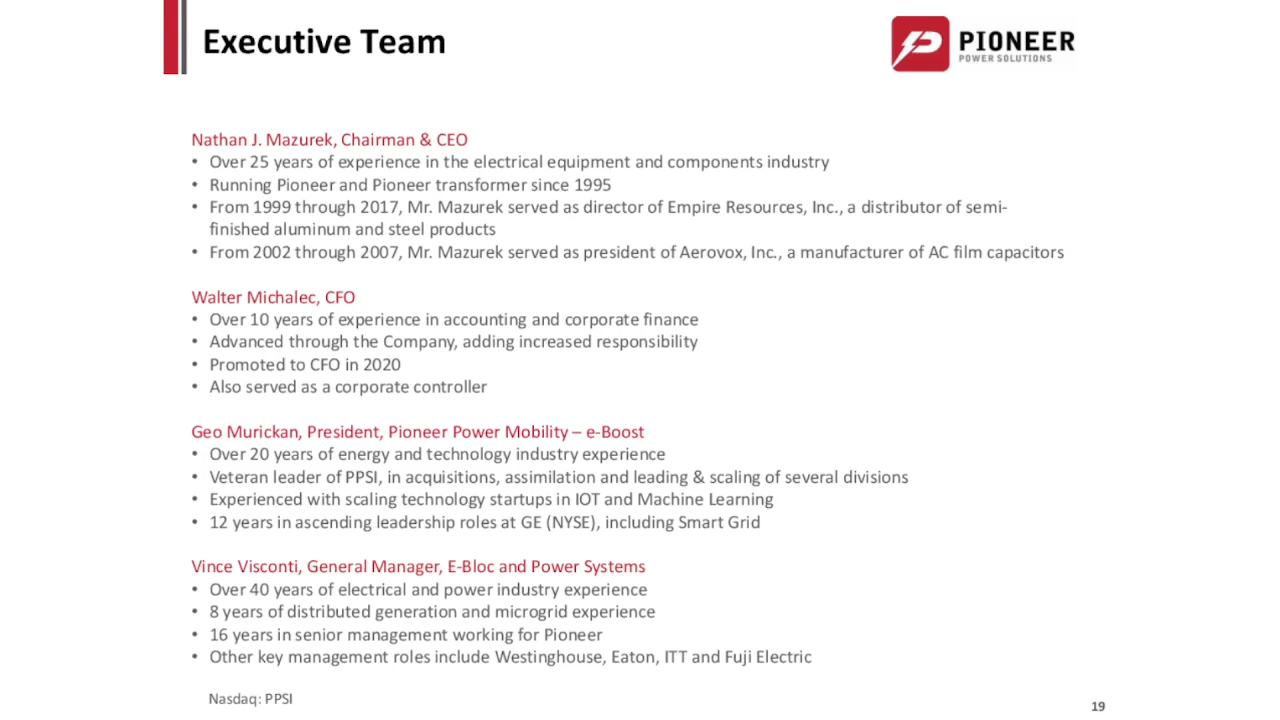 Executive Team
PIONEER
POWER SOLUTIONS
Nathan J. Mazurek, Chairman & CEO
• Over 25 years of experience in the electrical equipment and components industry
• Running Pioneer and Pioneer transformer since 1995
• From 1999 through 2017, Mr. Mazurek served as director of Empire Resources, Inc., a distributor of semi-
finished aluminum and steel products
• From 2002 through 2007, Mr. Mazurek served as president of Aerovox, Inc., a manufacturer of AC film capacitors
Walter Michalec, CFO
• Over 10 years of experience in accounting and corporate finance
• Advanced through the Company, adding increased responsibility
• Promoted to CFO in 2020
• Also served as a corporate controller
Geo Murickan, President, Pioneer Power Mobility – e-Boost
• Over 20 years of energy and technology industry experience
• Veteran leader of PPSI, in acquisitions, assimilation and leading & scaling of several divisions
• Experienced with scaling technology startups in IOT and Machine Learning
• 12 years in ascending leadership roles at GE (NYSE), including Smart Grid
Vince Visconti, General Manager, E-Bloc and Power Systems
• Over 40 years of electrical and power industry experience
• 8 years of distributed generation and microgrid experience
• 16 years in senior management working for Pioneer
• Other key management roles include Westinghouse, Eaton, ITT and Fuji Electric
Nasdaq: PPSI
19